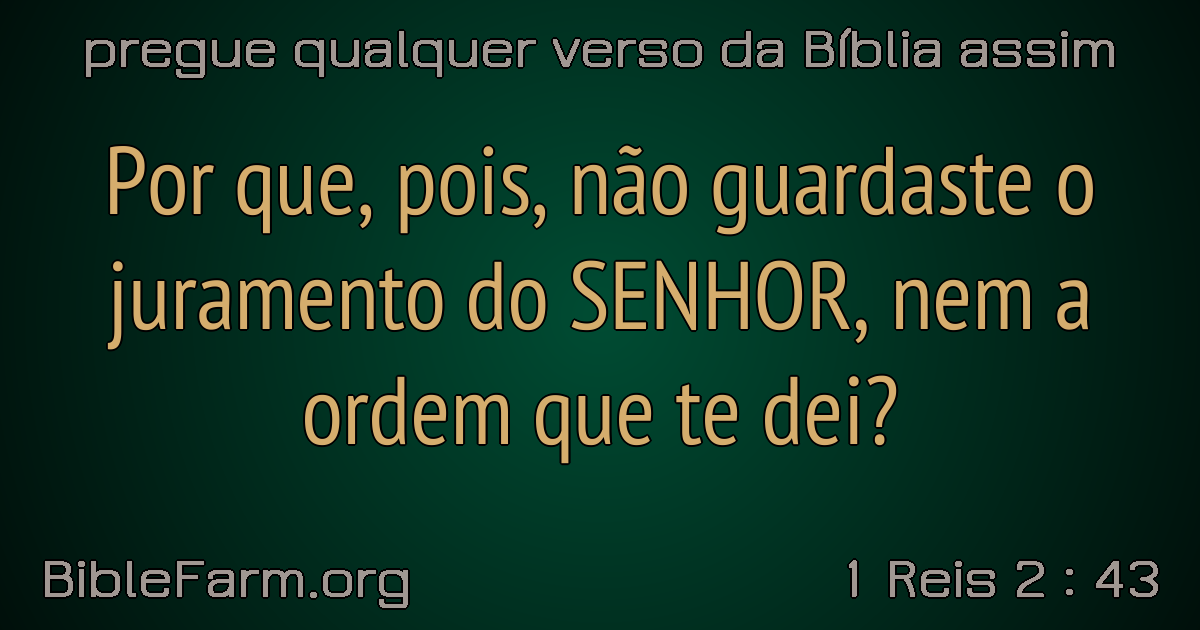 pregue qualquer verso da Bíblia assim
Por que, pois, não guardaste o
juramento do SENHOR, nem a
ordem que te dei?
BibleFarm.org
1 Reis 2 : 43